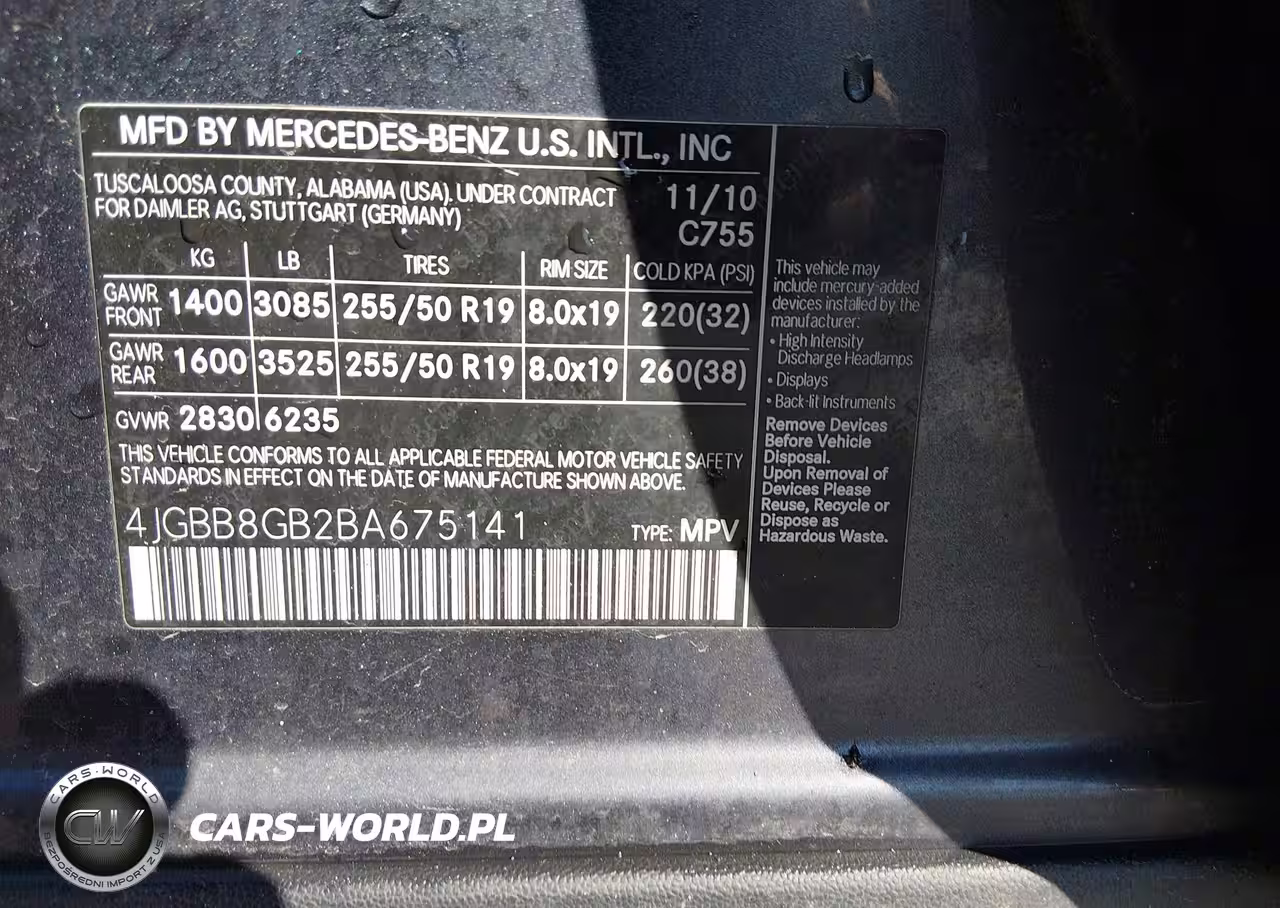 MFD BY MERCEDES-BENZ U.S. INTL., INC
TUSCALOOSA COUNTY, ALABAMA (USA). UNDER CONTRACT
FOR DAIMLER AG, STUTTGART (GERMANY)
11/10
C755
KG LB TIRES RIM SIZE COLD KPA (PSI)
GAWR FRONT 1400 3085 255/50 R19 8.0x19 220(32)
GAWR REAR 1600 3525 255/50 R19 8.0x19 260(38)
GVWR 2830 6235
THIS VEHICLE CONFORMS TO ALL APPLICABLE FEDERAL MOTOR VEHICLE SAFETY
STANDARDS IN EFFECT ON THE DATE OF MANUFACTURE SHOWN ABOVE.
4JGBB8GB2BA675141 TYPE: MPV
This vehicle may
include mercury-added
devices installed by the
manufacturer:
• High Intensity
Discharge Headlamps
• Displays
• Back-lit Instruments
Remove Devices
Before Vehicle
Disposal.
Upon Removal of
Devices Please
Reuse, Recycle or
Dispose as
Hazardous Waste.
CARS-WORLD
CW
BEZPOŚREDNI IMPORT Z USA
CARS-WORLD.PL